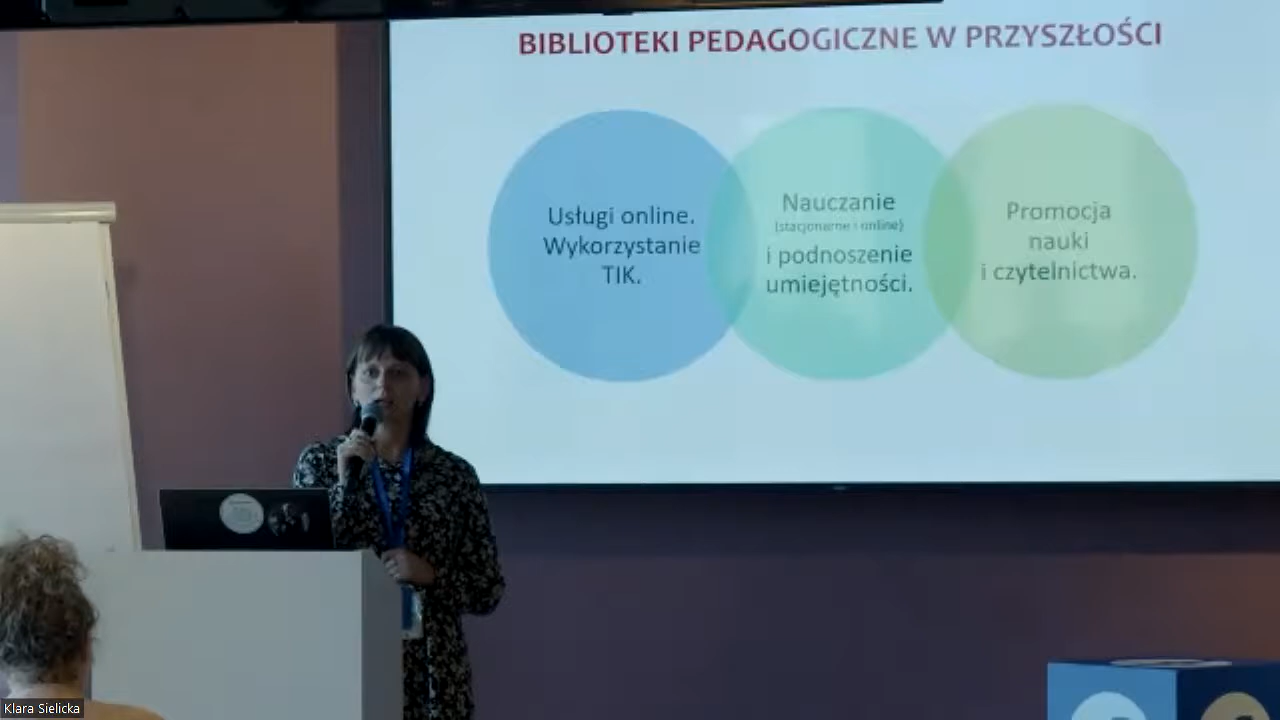 BIBLIOTEKI PEDAGOGICZNE W PRZYSZŁOŚCI
Usługi online.
Wykorzystanie
TIK.
Nauczanie
(stacjonarne i online)
i podnoszenie
umiejętności.
Promocja
nauki
i czytelnictwa.
Klara Sielicka